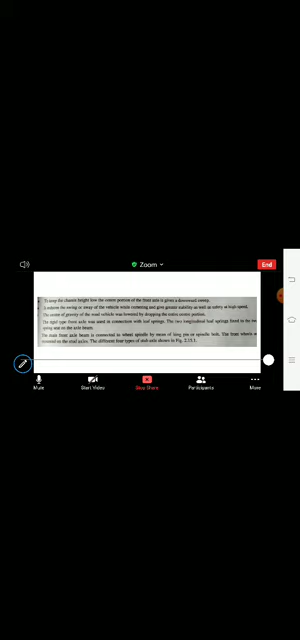 Zoom
End
To keep the chassis height low the centre portion of the front axle is given a downward sweep.
It reduces the swing or sway of the vehicle while cornering and give greater stability as well as safety at high speed.
The centre of gravity of the road vehicle was lowered by dropping the entire centre portion.
The rigid type front axle was used in connection with leaf springs. The two longitudinal leaf springs fixed to the
spring seat on the axle beam.
The main front axle beam is connected to wheel spindle by means of king pin or spindle bolt. The front wheels
mounted on the stud axles. The different four types of stub axle shown in Fig. 2.15.1.
Mute
Start Video
Stop Share
Participants
More